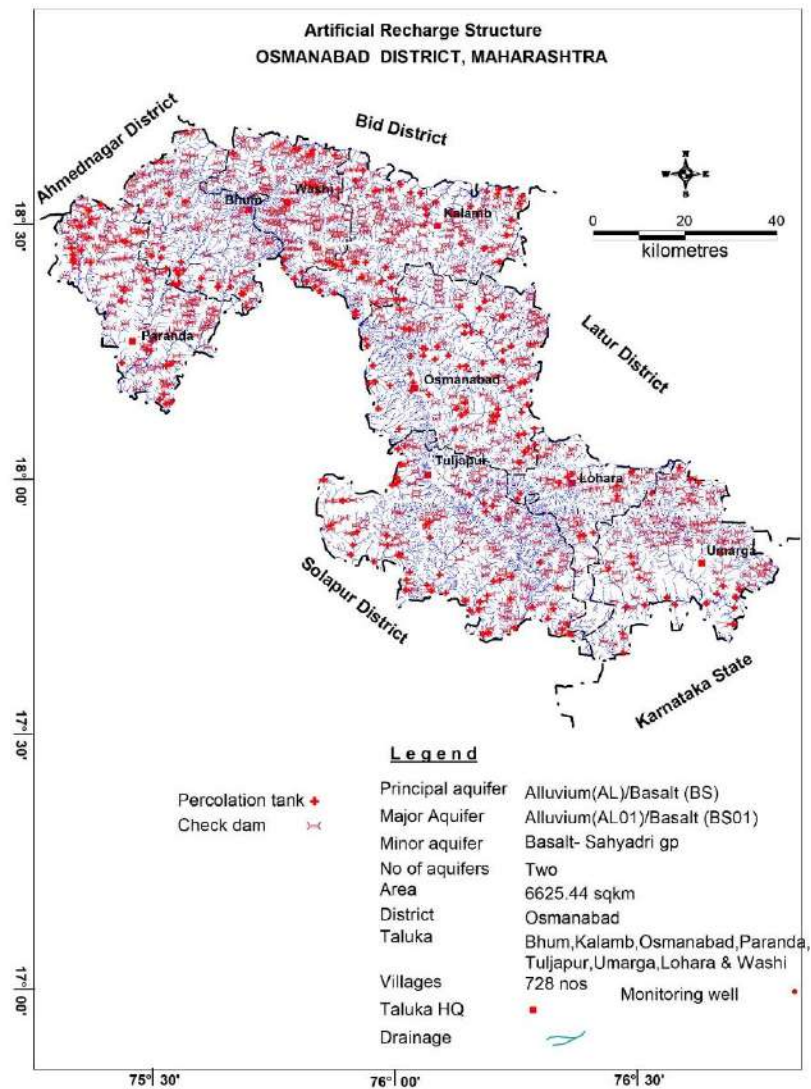 Artificial Recharge Structure
OSMANABAD DISTRICT, MAHARASHTRA
Ahmednagar District
Bid District
N
W E
S
0 20 40
kilometres
18° 30'
Bhum
Washi
Kalamb
Paranda
Latur District
Osmanabad
18° 00'
Tuljapur
Lohara
Umarga
Solapur District
Karnataka State
17° 30'
Legend
Percolation tank
Check dam
Principal aquifer Alluvium(AL)/Basalt (BS)
Major Aquifer Alluvium(AL01)/Basalt (BS01)
Minor aquifer Basalt- Sahyadri gp
No of aquifers Two
Area 6625.44 sqkm
District Osmanabad
Taluka Bhum,Kalamb,Osmanabad,Paranda,
Tuljapur,Umarga,Lohara & Washi
Villages 728 nos
Monitoring well
Taluka HQ
Drainage
17° 00'
75° 30' 76° 00' 76° 30'